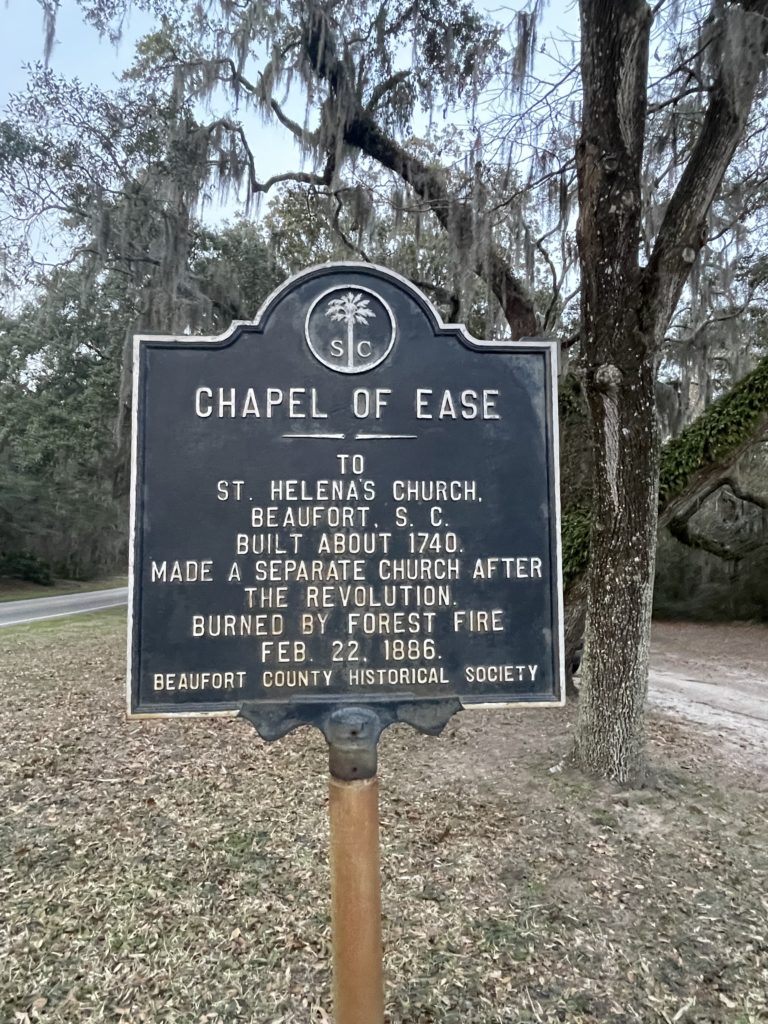 S C
CHAPEL OF EASE
TO
ST. HELENA'S CHURCH,
BEAUFORT, S. C.
BUILT ABOUT 1740.
MADE A SEPARATE CHURCH AFTER
THE REVOLUTION.
BURNED BY FOREST FIRE
FEB. 22, 1886.
BEAUFORT COUNTY HISTORICAL SOCIETY